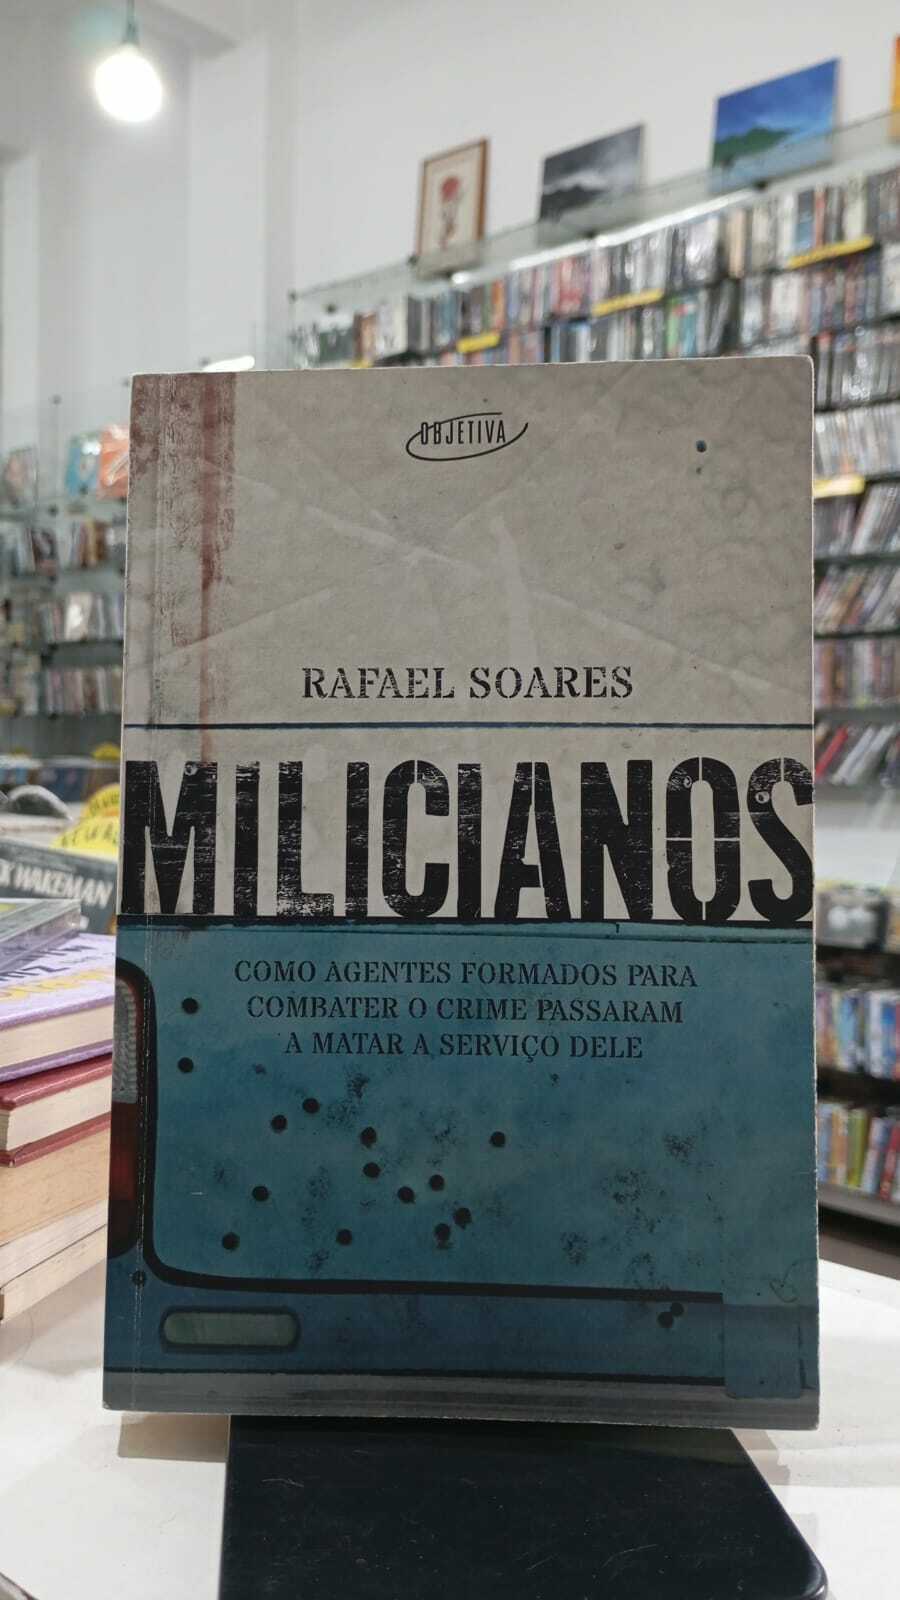 OBJETIVA
RAFAEL SOARES
MILICIANOS
COMO AGENTES FORMADOS PARA
COMBATER O CRIME PASSARAM
A MATAR A SERVIÇO DELE
WAKEMAN